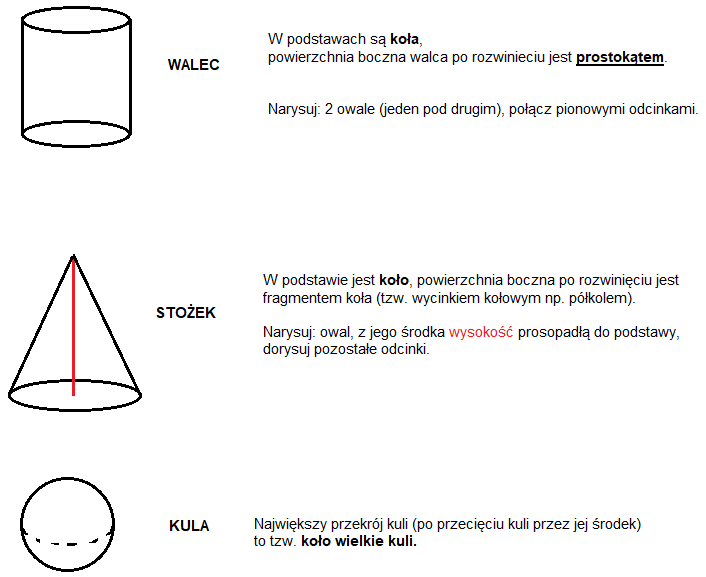 WALEC
W podstawach są koła,
powierzchnia boczna walca po rozwinieciu jest prostokątem.
Narysuj: 2 owale (jeden pod drugim), połącz pionowymi odcinkami.
STOŻEK
W podstawie jest koło, powierzchnia boczna po rozwinięciu jest
fragmentem koła (tzw. wycinkiem kołowym np. półkolem).
Narysuj: owal, z jego środka wysokość prosopadłą do podstawy,
dorysuj pozostałe odcinki.
KULA
Największy przekrój kuli (po przecięciu kuli przez jej środek)
to tzw. koło wielkie kuli.